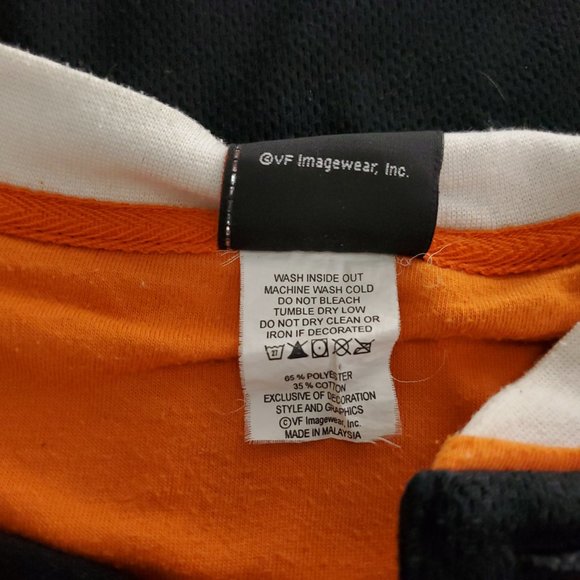 ©VF Imagewear, Inc.
WASH INSIDE OUT
MACHINE WASH COLD
DO NOT BLEACH
TUMBLE DRY LOW
DO NOT DRY CLEAN OR
IRON IF DECORATED
65 % POLYESTER
35 % COTTON
EXCLUSIVE OF DECORATION
STYLE AND GRAPHICS
©VF Imagewear, Inc.
MADE IN MALAYSIA